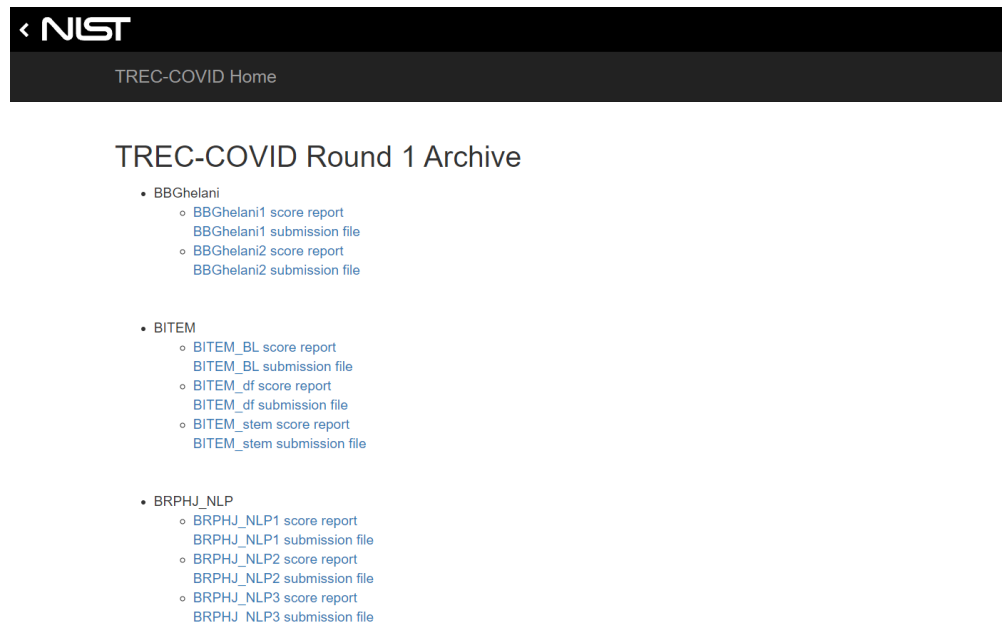 NIST
TREC-COVID Home
TREC-COVID Round 1 Archive
BBGhelani
BBGhelani1 score report
BBGhelani1 submission file
BBGhelani2 score report
BBGhelani2 submission file
BITEM
BITEM_BL score report
BITEM_BL submission file
BITEM_df score report
BITEM_df submission file
BITEM_stem score report
BITEM_stem submission file
BRPHJ_NLP
BRPHJ_NLP1 score report
BRPHJ_NLP1 submission file
BRPHJ_NLP2 score report
BRPHJ_NLP2 submission file
BRPHJ_NLP3 score report
BRPHJ_NLP3 submission file